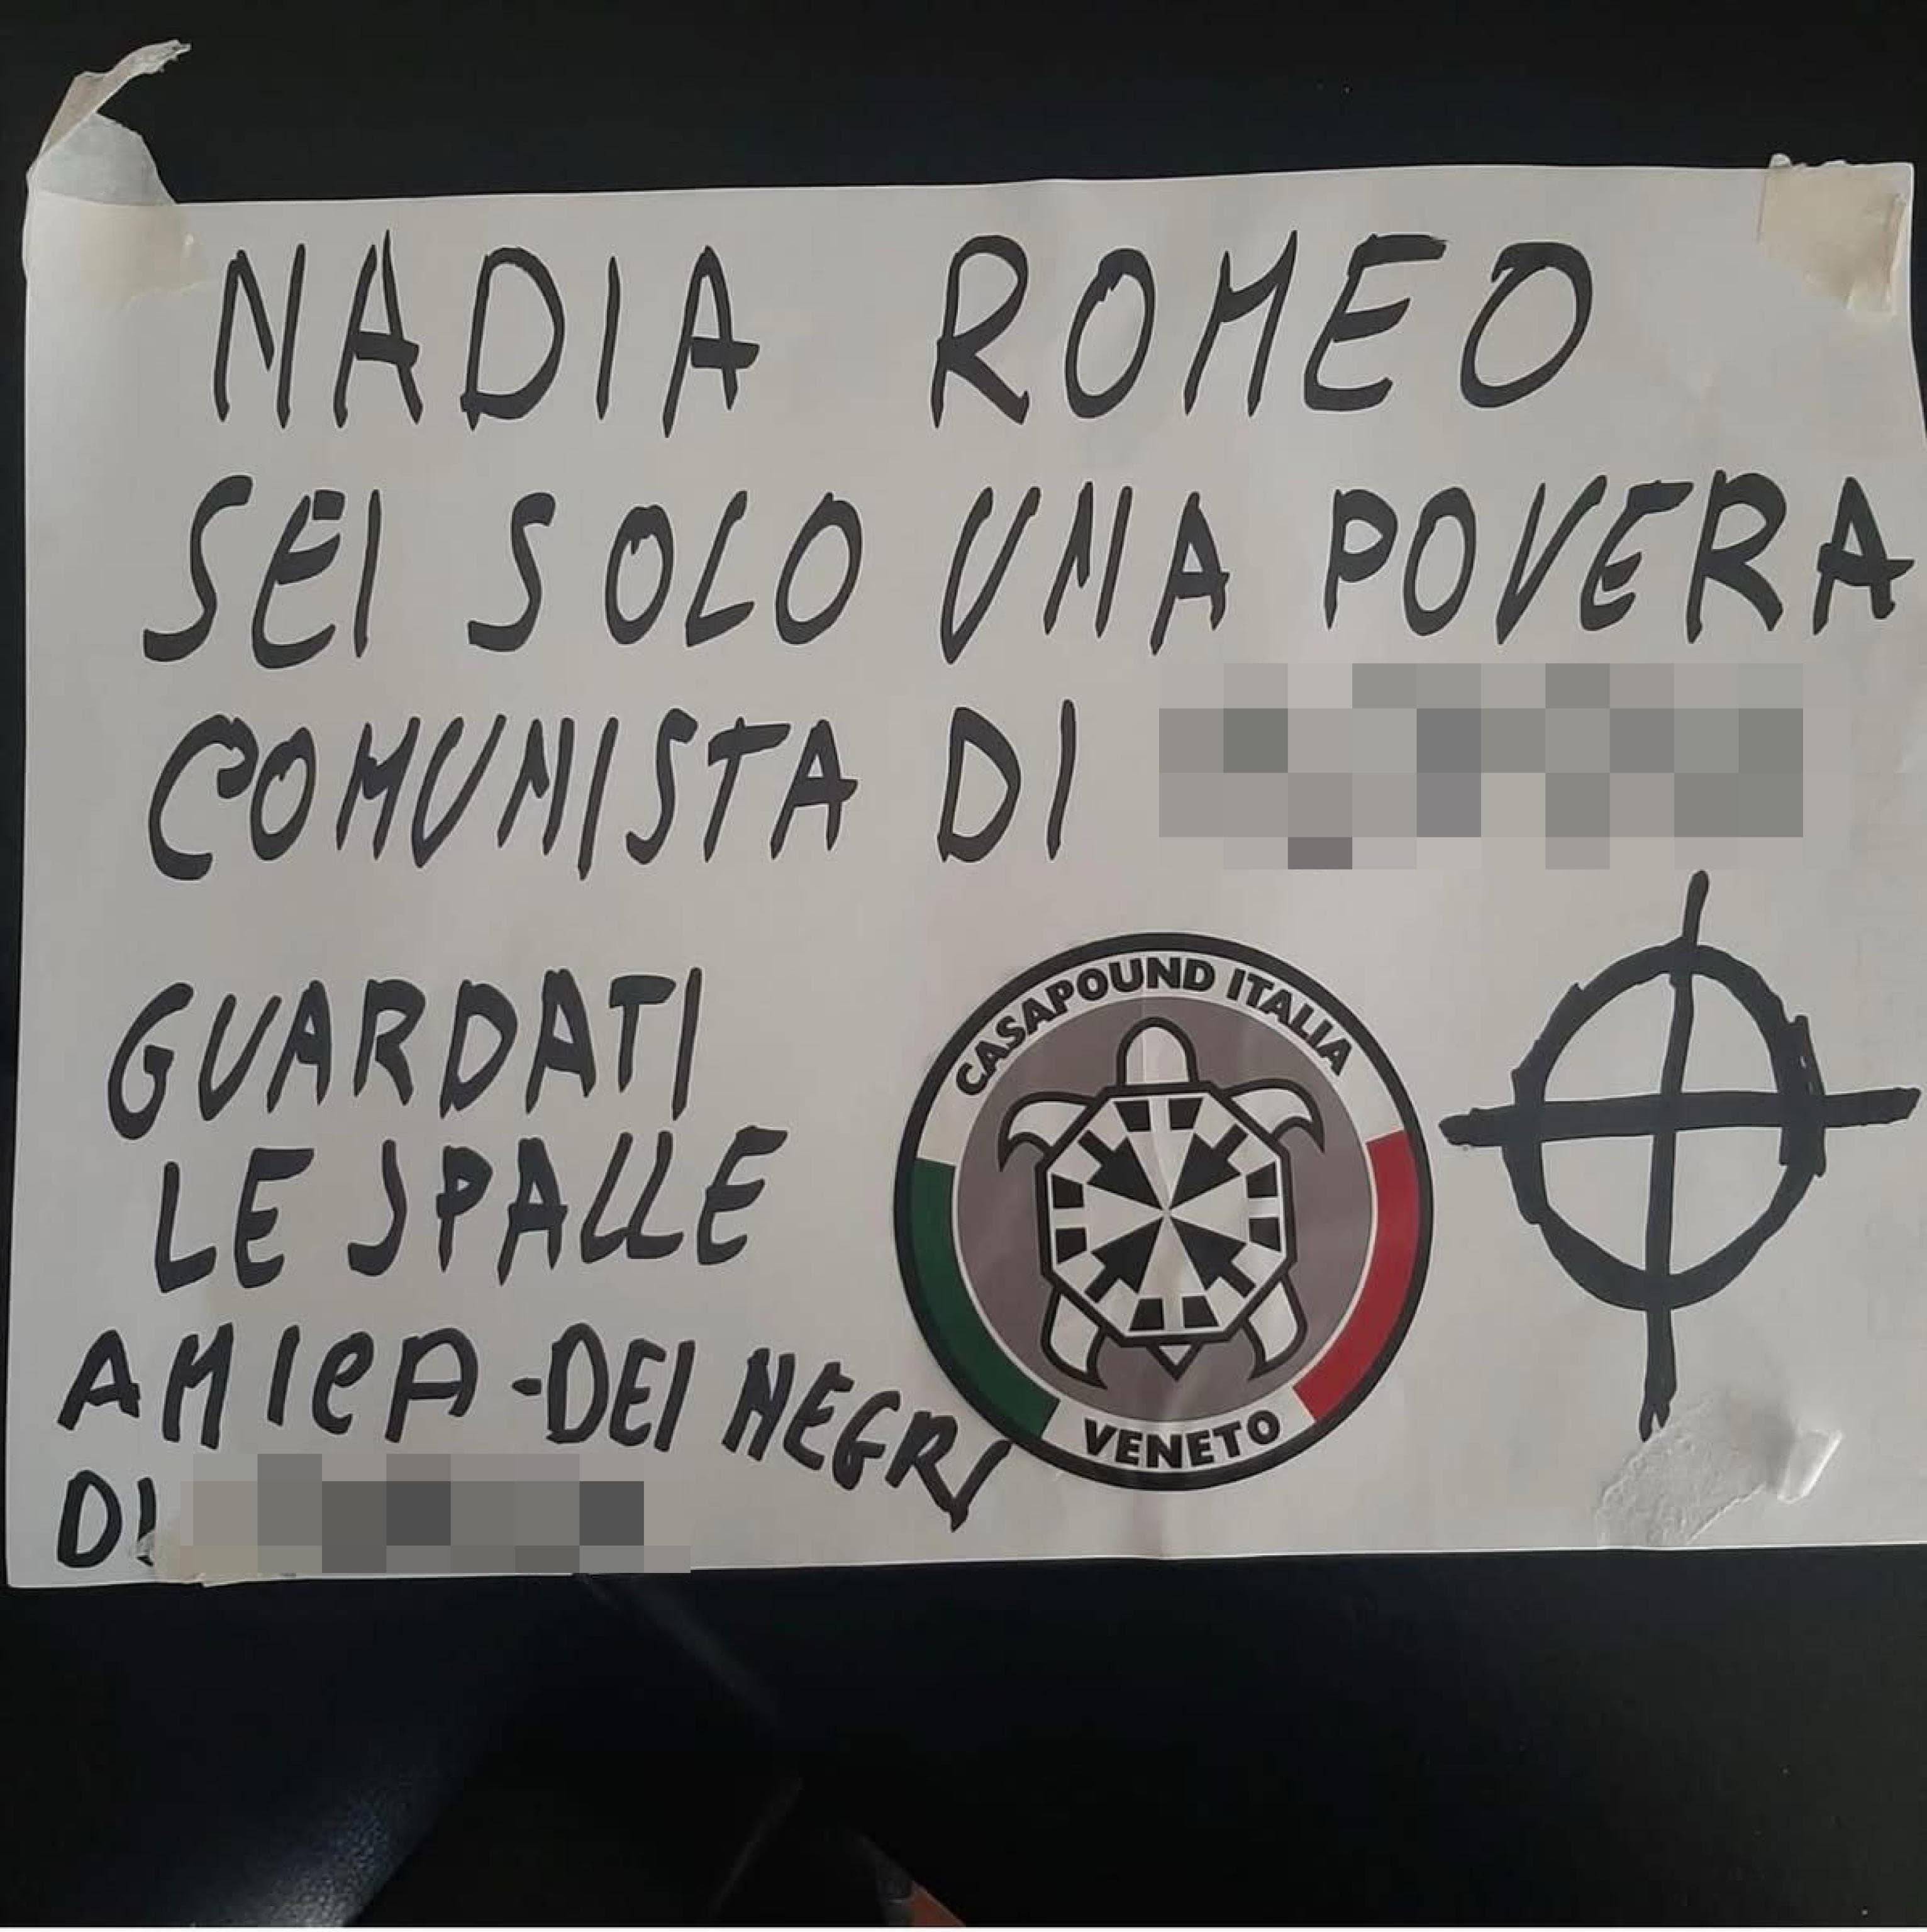 NADIA ROMEO
SEI SOLO UNA POVERA
COMUNISTA DI
GUARDATI
LE SPALLE
AMICA-DEI NEGRI
DI
CASAPOUND ITALIA
VENETO